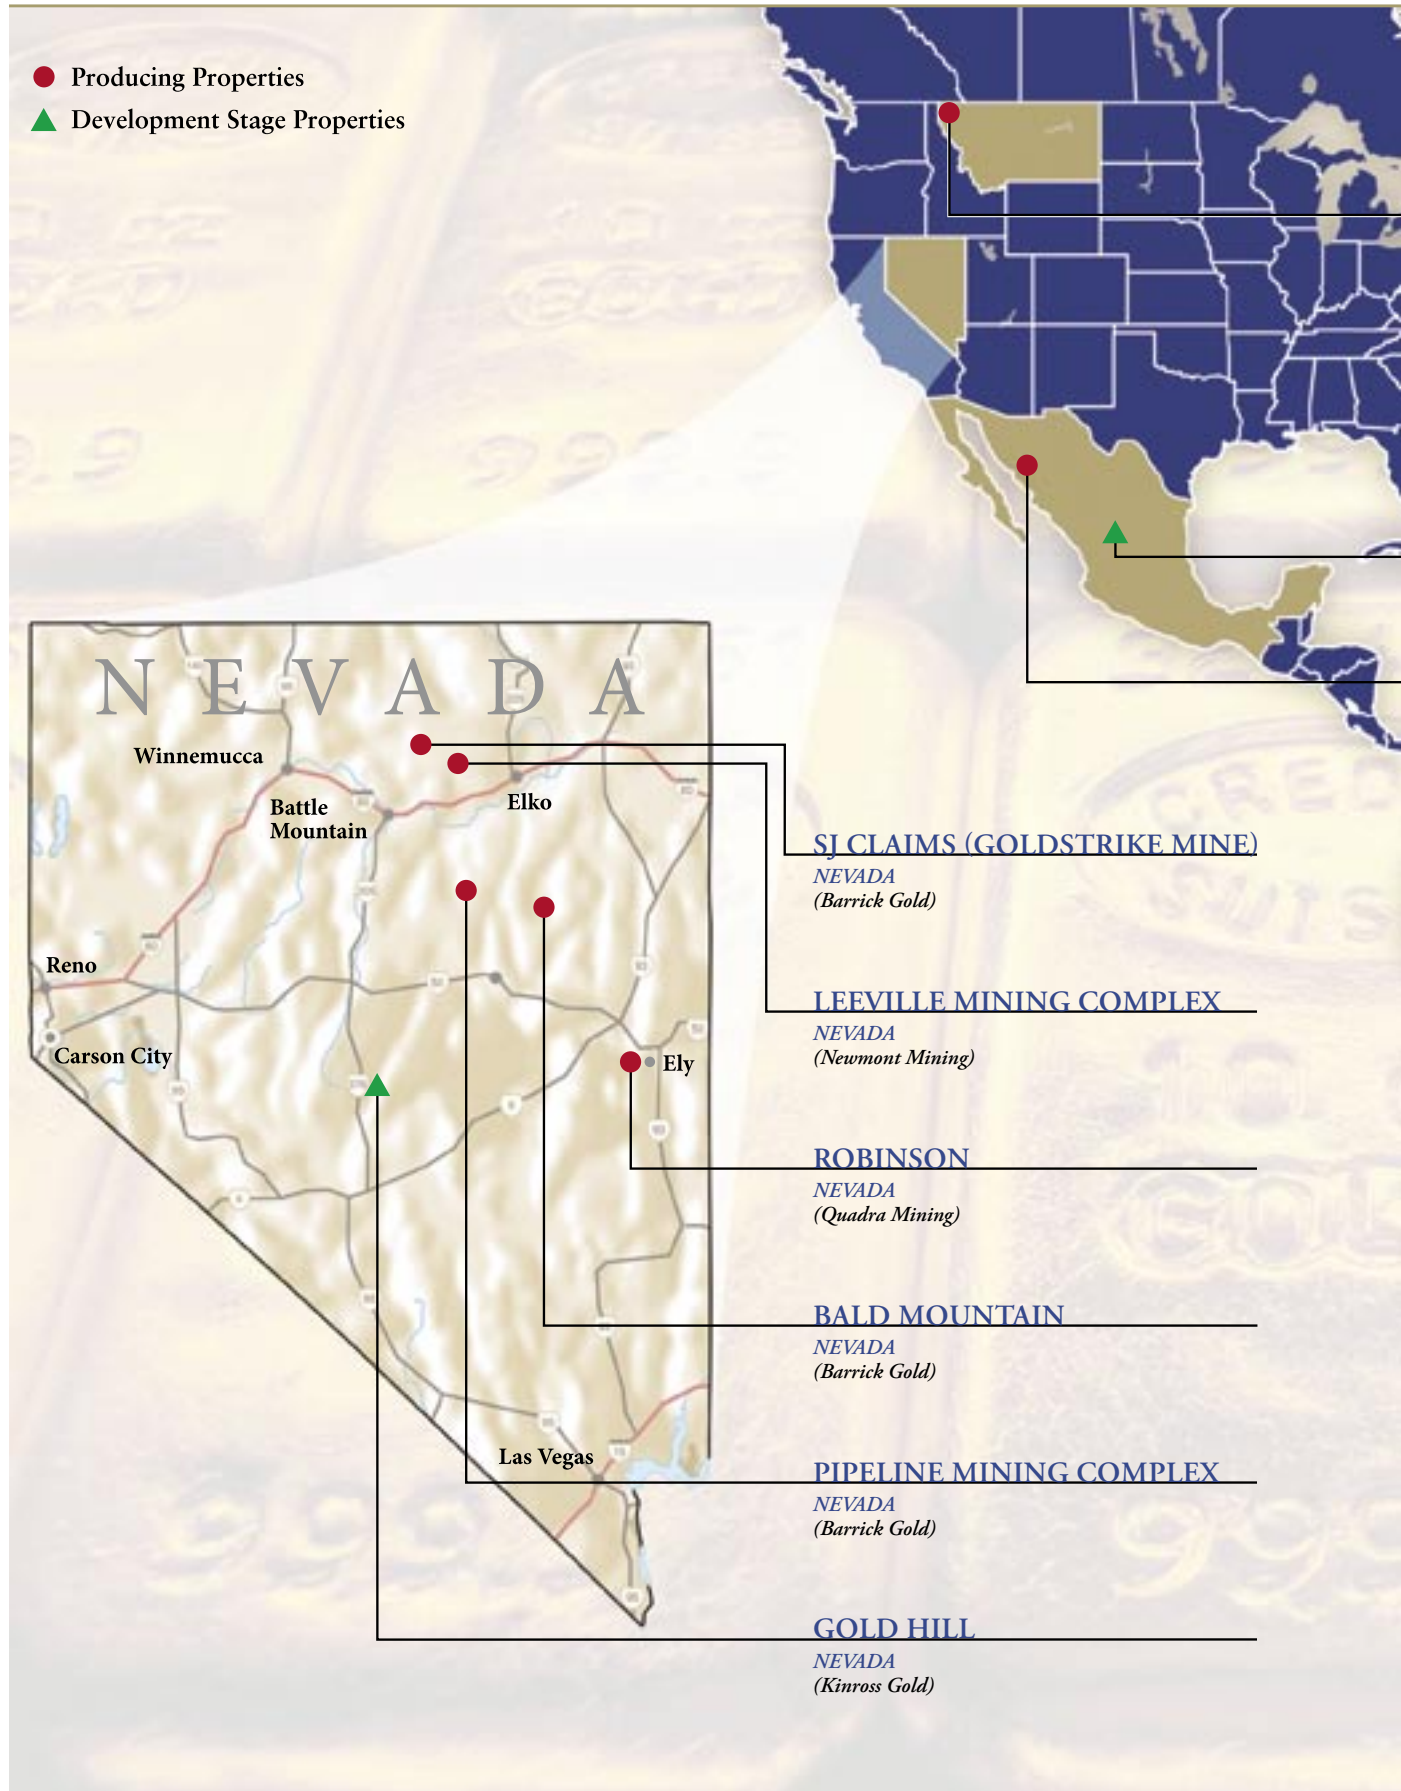 Producing Properties
Development Stage Properties
NEVADA
Winnemucca
Battle
Mountain
Elko
Reno
Carson City
Ely
Las Vegas
SJ CLAIMS (GOLDSTRIKE MINE)
NEVADA
(Barrick Gold)
LEEVILLE MINING COMPLEX
NEVADA
(Newmont Mining)
ROBINSON
NEVADA
(Quadra Mining)
BALD MOUNTAIN
NEVADA
(Barrick Gold)
PIPELINE MINING COMPLEX
NEVADA
(Barrick Gold)
GOLD HILL
NEVADA
(Kinross Gold)